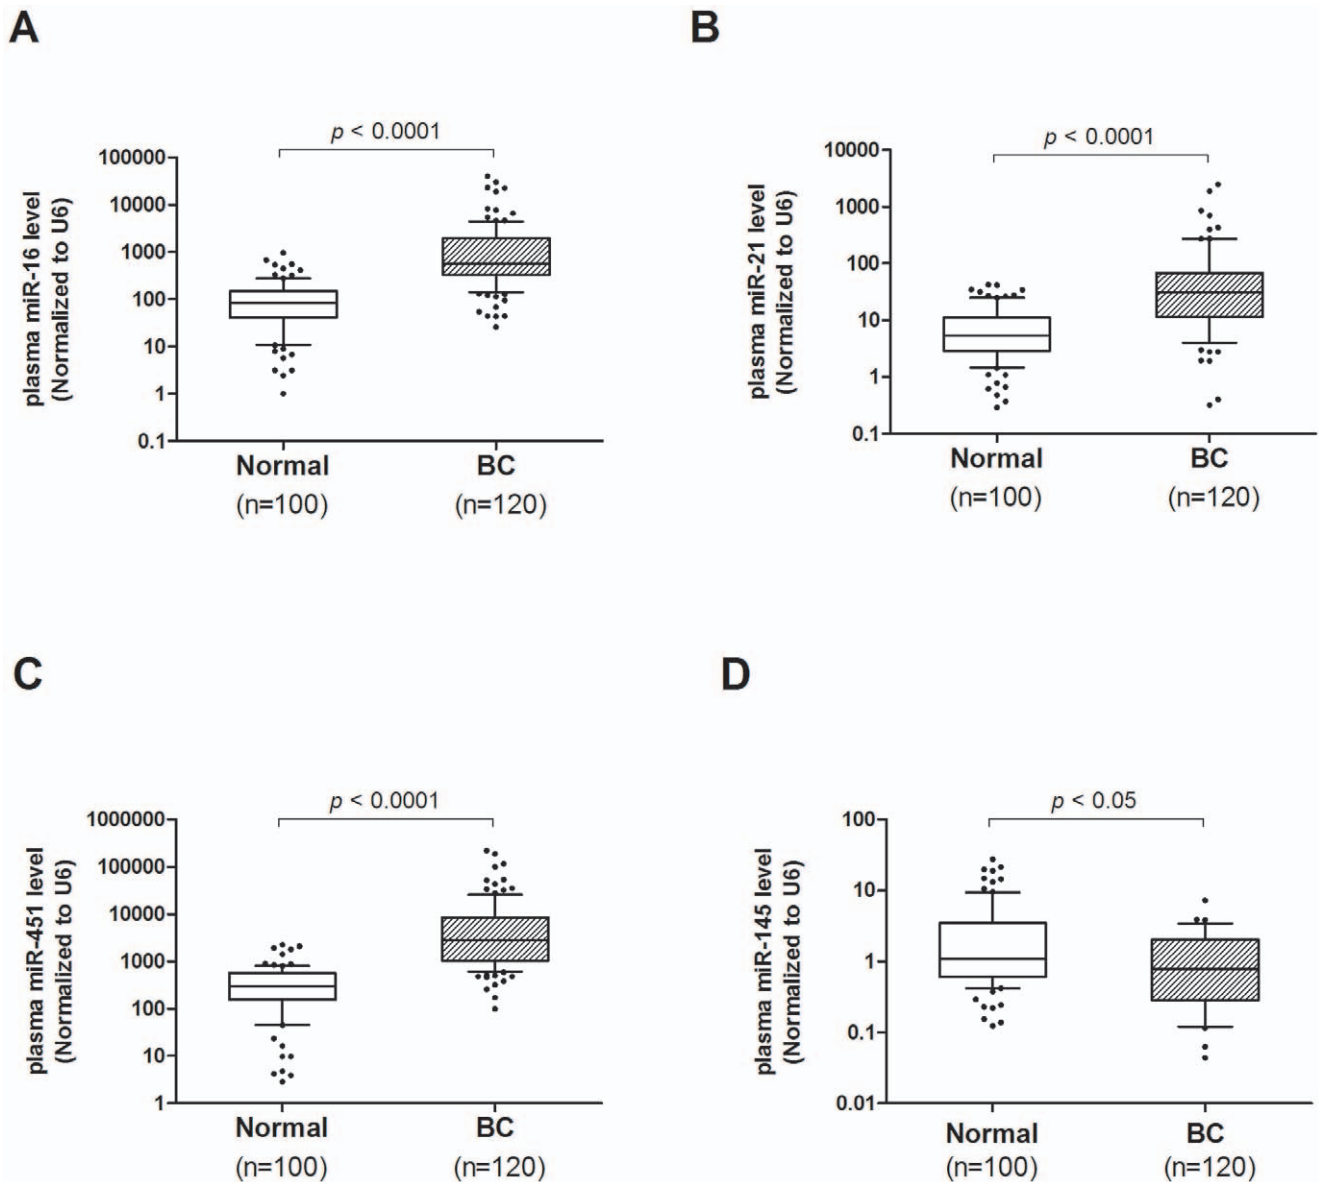 A
p < 0.0001
plasma miR-16 level
(Normalized to U6)
100000
10000
1000
100
10
1
0.1
Normal
BC
(n=100)
(n=120)
B
p < 0.0001
plasma miR-21 level
(Normalized to U6)
10000
1000
100
10
1
0.1
Normal
BC
(n=100)
(n=120)
C
p < 0.0001
plasma miR-451 level
(Normalized to U6)
1000000
100000
10000
1000
100
10
1
Normal
BC
(n=100)
(n=120)
D
p < 0.05
plasma miR-145 level
(Normalized to U6)
100
10
1
0.1
0.01
Normal
BC
(n=100)
(n=120)